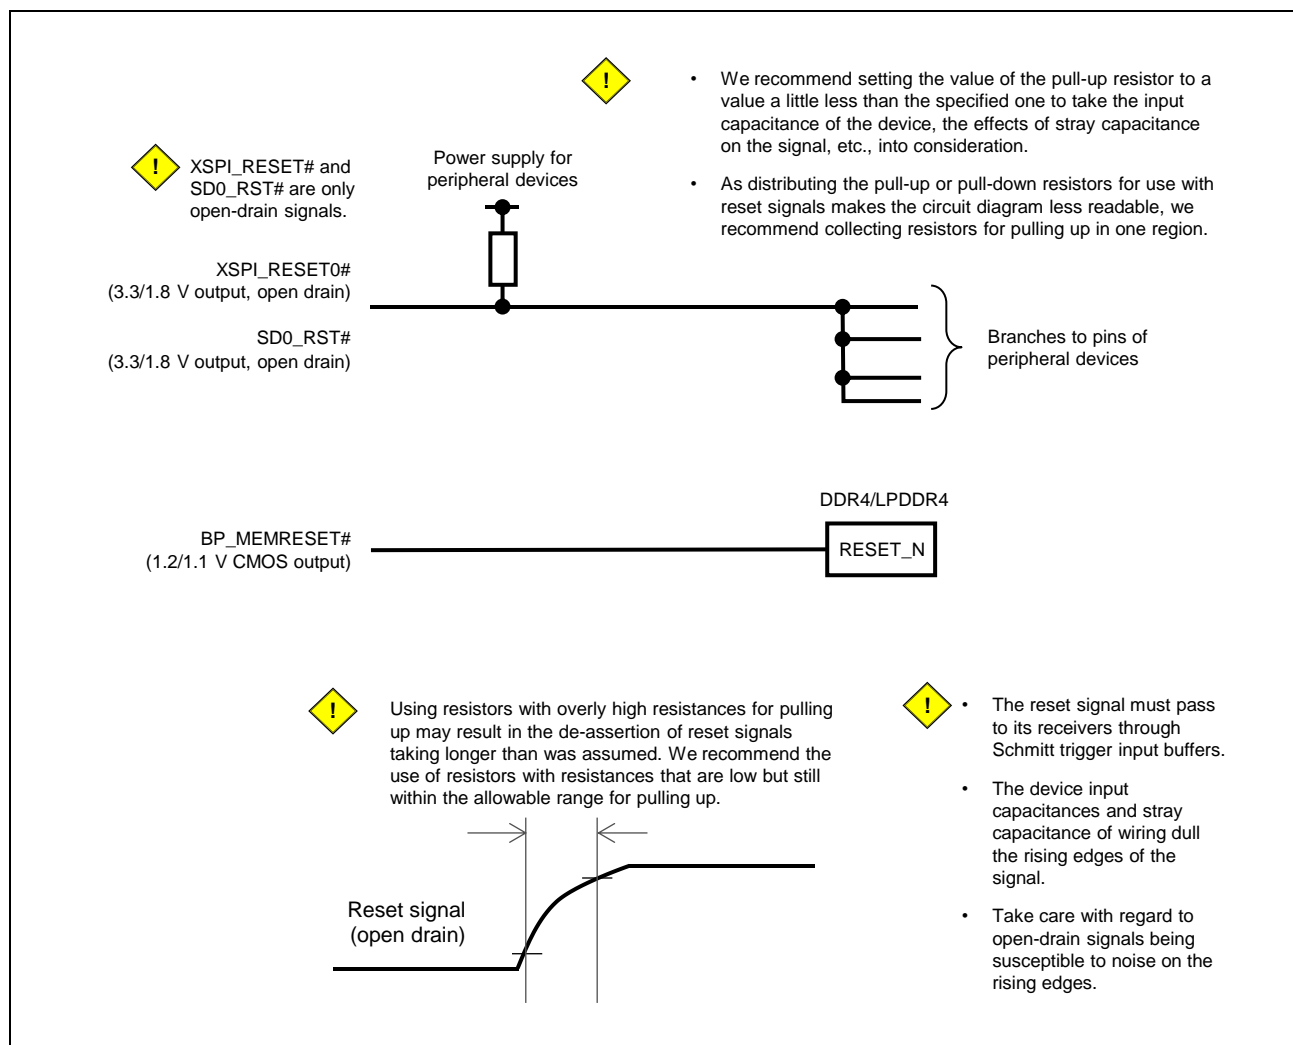 !
• We recommend setting the value of the pull-up resistor to a
value a little less than the specified one to take the input
capacitance of the device, the effects of stray capacitance
on the signal, etc., into consideration.
• As distributing the pull-up or pull-down resistors for use with
reset signals makes the circuit diagram less readable, we
recommend collecting resistors for pulling up in one region.
!
XSPI_RESET# and
SD0_RST# are only
open-drain signals.
Power supply for
peripheral devices
XSPI_RESET0#
(3.3/1.8 V output, open drain)
SD0_RST#
(3.3/1.8 V output, open drain)
Branches to pins of
peripheral devices
DDR4/LPDDR4
BP_MEMRESET#
(1.2/1.1 V CMOS output)
RESET_N
!
Using resistors with overly high resistances for pulling
up may result in the de-assertion of reset signals
taking longer than was assumed. We recommend the
use of resistors with resistances that are low but still
within the allowable range for pulling up.
Reset signal
(open drain)
!
• The reset signal must pass
to its receivers through
Schmitt trigger input buffers.
• The device input
capacitances and stray
capacitance of wiring dull
the rising edges of the
signal.
• Take care with regard to
open-drain signals being
susceptible to noise on the
rising edges.